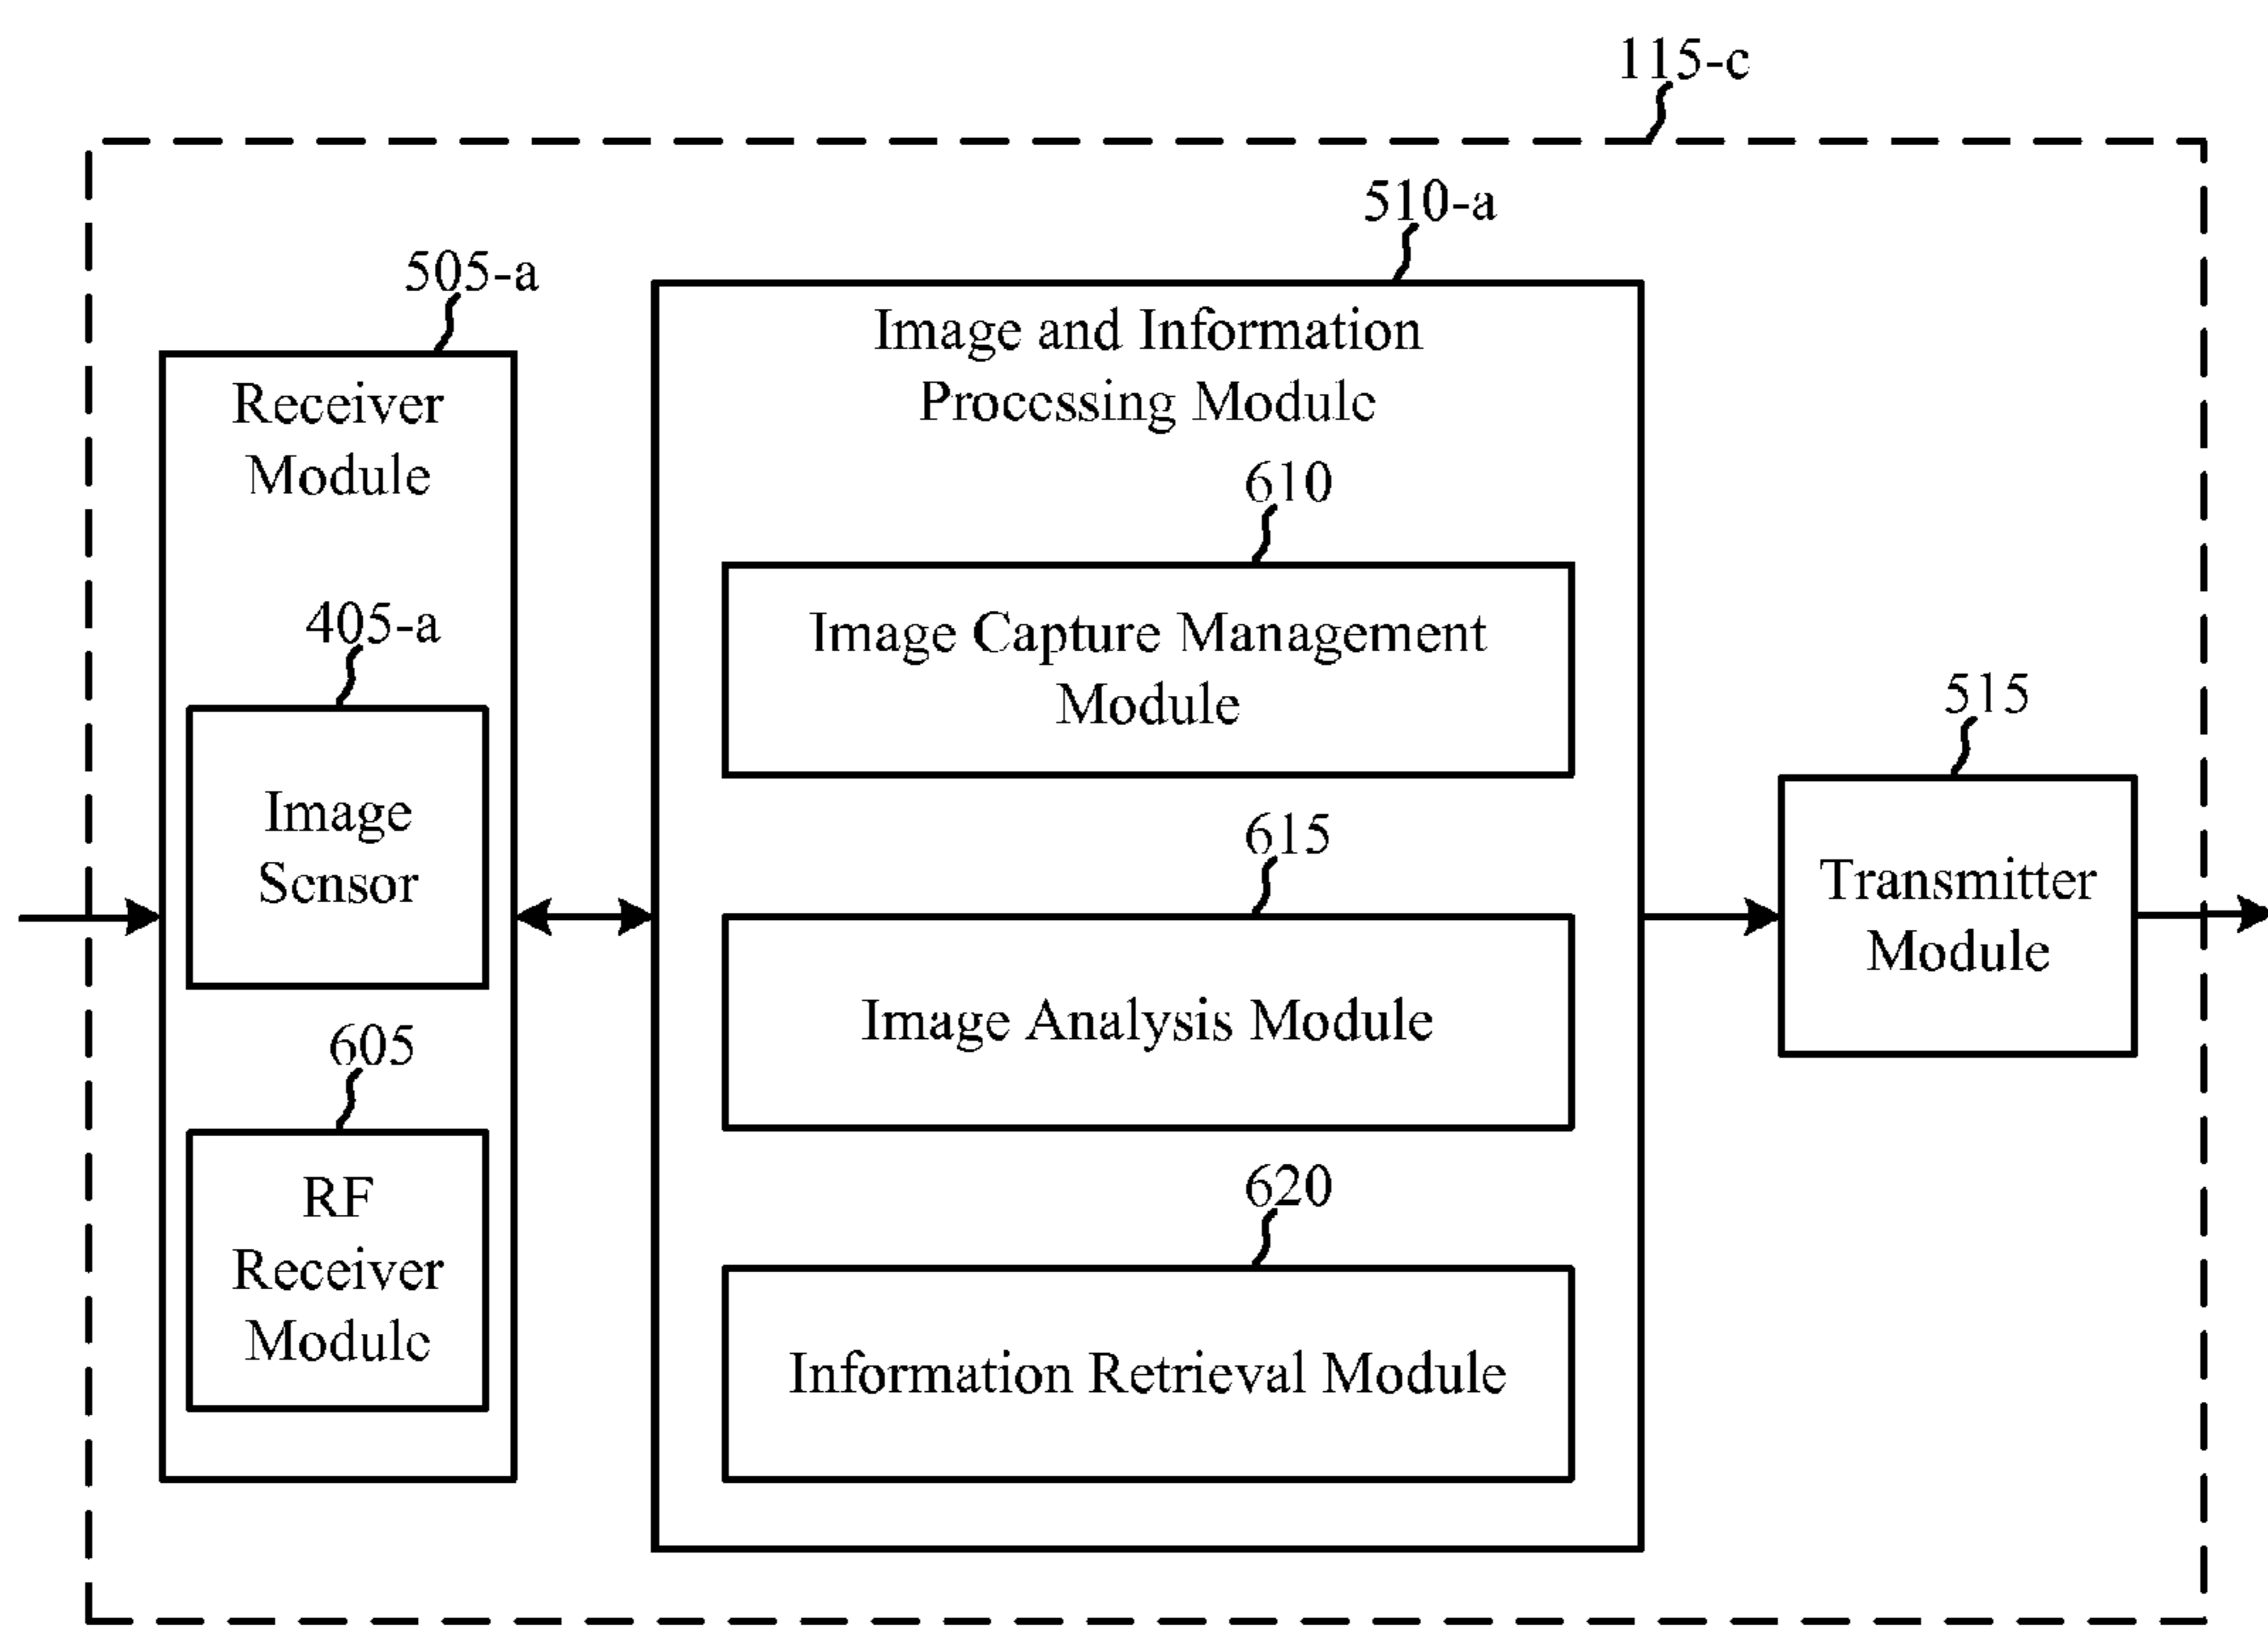 115-c
510-a
505-a
Image and Information
Processing Module
Receiver
Module
610
405-a
Image Capture Management
Module
515
615
Image
Sensor
Transmitter
Module
Image Analysis Module
605
620
RF
Receiver
Module
Information Retrieval Module